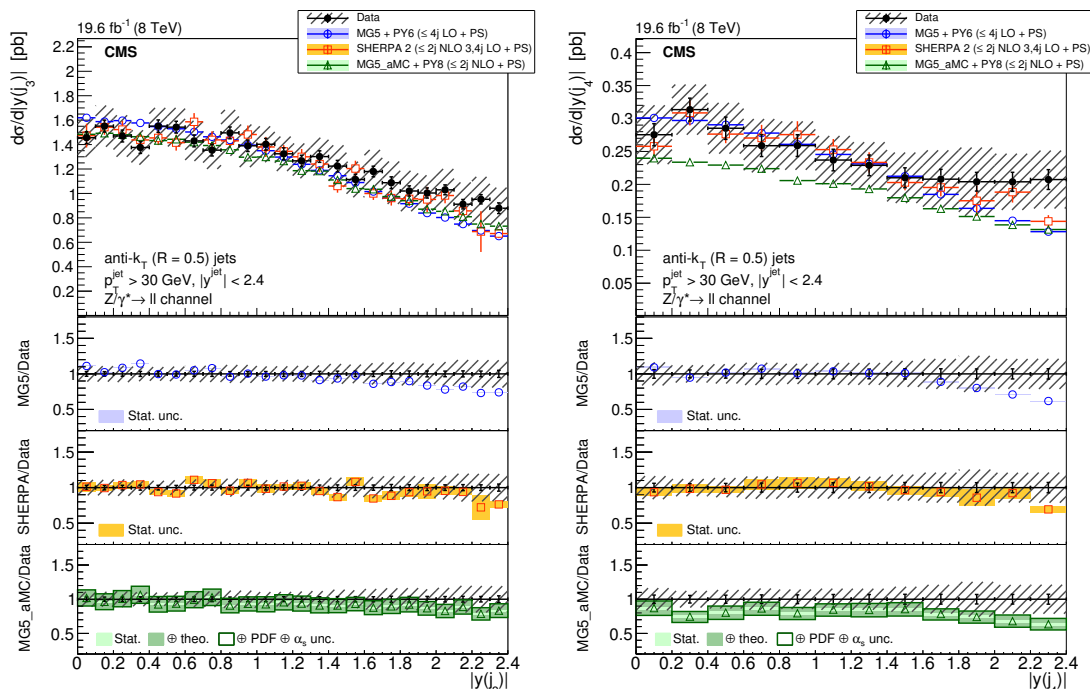 19.6 fb⁻¹ (8 TeV)
Data
MG5 + PY6 (≤ 4j LO + PS)
SHERPA 2 (≤ 2j NLO 3,4j LO + PS)
MG5_aMC + PY8 (≤ 2j NLO + PS)
CMS
dσ/d|y(j₃)| [pb]
2.2
2
1.8
1.6
1.4
1.2
1
0.8
0.6
0.4
0.2
anti-k_T (R = 0.5) jets
p_T^jet > 30 GeV, |y^jet| < 2.4
Z/γ* → ll channel
MG5/Data
1.5
1
0.5
Stat. unc.
SHERPA/Data
1.5
1
0.5
Stat. unc.
MG5_aMC/Data
1.5
1
0.5
Stat. ⊕ theo. ⊕ PDF ⊕ α_s unc.
0 0.2 0.4 0.6 0.8 1 1.2 1.4 1.6 1.8 2 2.2 2.4
19.6 fb⁻¹ (8 TeV)
Data
MG5 + PY6 (≤ 4j LO + PS)
SHERPA 2 (≤ 2j NLO 3,4j LO + PS)
MG5_aMC + PY8 (≤ 2j NLO + PS)
CMS
dσ/d|y(j₄)| [pb]
0.4
0.35
0.3
0.25
0.2
0.15
0.1
0.05
0
anti-k_T (R = 0.5) jets
p_T^jet > 30 GeV, |y^jet| < 2.4
Z/γ* → ll channel
MG5/Data
1.5
1
0.5
Stat. unc.
SHERPA/Data
1.5
1
0.5
Stat. unc.
MG5_aMC/Data
1.5
1
0.5
Stat. ⊕ theo. ⊕ PDF ⊕ α_s unc.
0 0.2 0.4 0.6 0.8 1 1.2 1.4 1.6 1.8 2 2.2 2.4